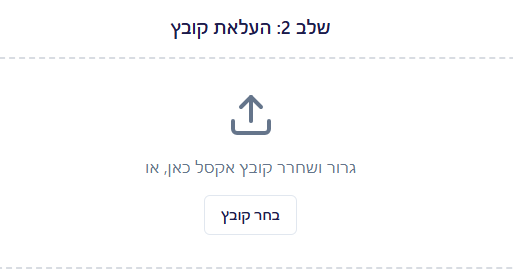 שלב 2: העלאת קובץ
גרור ושחרר קובץ אקסל כאן, או
בחר קובץ